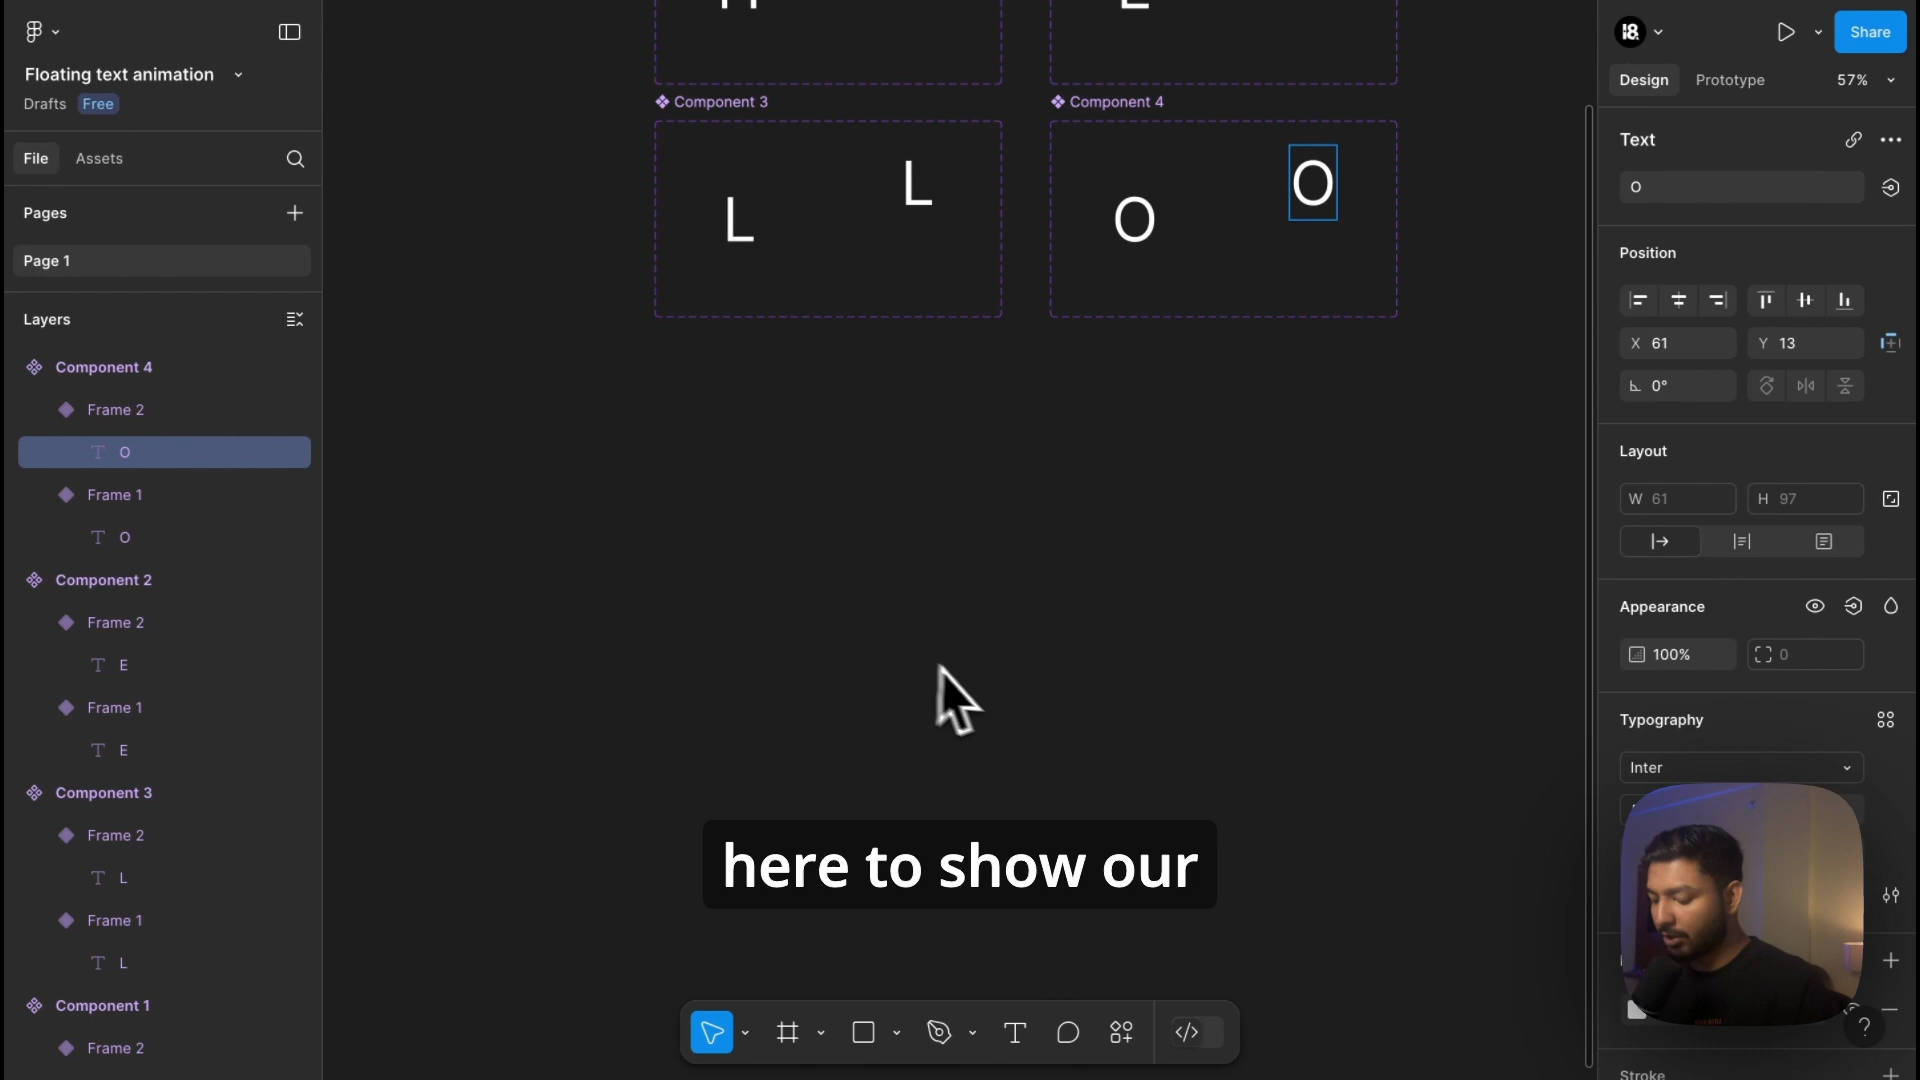 Floating text animation
Drafts Free
File Assets
Pages
Page 1
Layers
Component 4
Frame 2
O
Frame 1
O
Component 2
Frame 2
E
Frame 1
E
Component 3
Frame 2
L
Frame 1
L
Component 1
Frame 2
Component 3
L
L
Component 4
O
O
here to show our
Share
Design Prototype 57%
Text
O
Position
X 61 Y 13
0°
Layout
W 61 H 97
Appearance
100% 0
Typography
Inter
Stroke